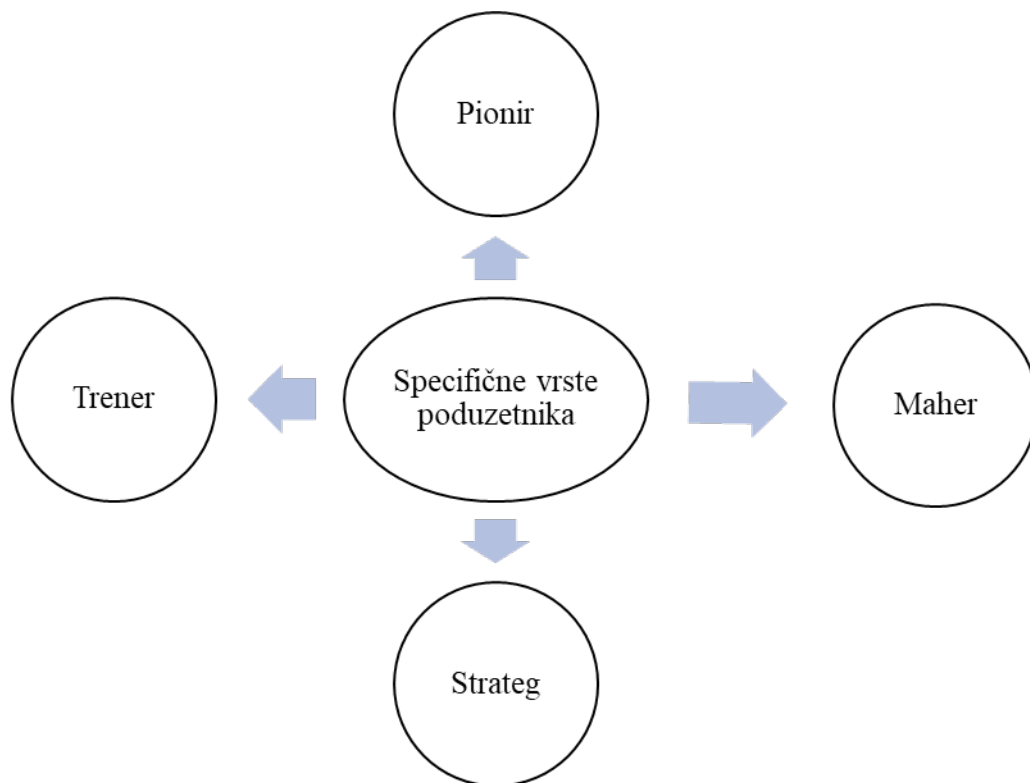 Pionir
Trener
Specifične vrste
poduzetnika
Maher
Strateg